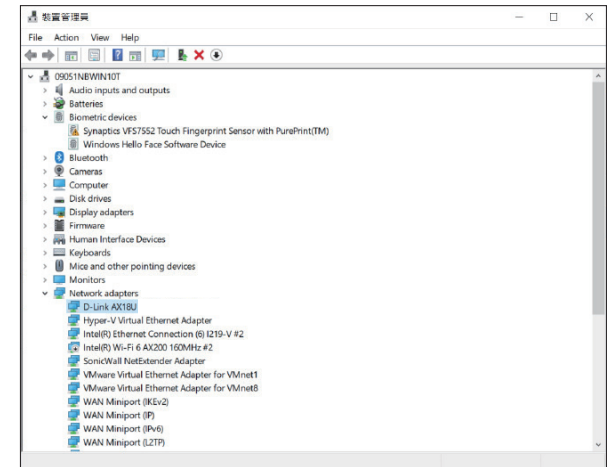 裝置管理員
File Action View Help
09051NBWIN10T
Audio inputs and outputs
Batteries
Biometric devices
Synaptics VFS7552 Touch Fingerprint Sensor with PurePrint(TM)
Windows Hello Face Software Device
Bluetooth
Cameras
Computer
Disk drives
Display adapters
Firmware
Human Interface Devices
Keyboards
Mice and other pointing devices
Monitors
Network adapters
D-Link AX18U
Hyper-V Virtual Ethernet Adapter
Intel(R) Ethernet Connection (6) I219-V #2
Intel(R) Wi-Fi 6 AX200 160MHz #2
SonicWall NetExtender Adapter
VMware Virtual Ethernet Adapter for VMnet1
VMware Virtual Ethernet Adapter for VMnet8
WAN Miniport (IKEv2)
WAN Miniport (IP)
WAN Miniport (IPv6)
WAN Miniport (L2TP)